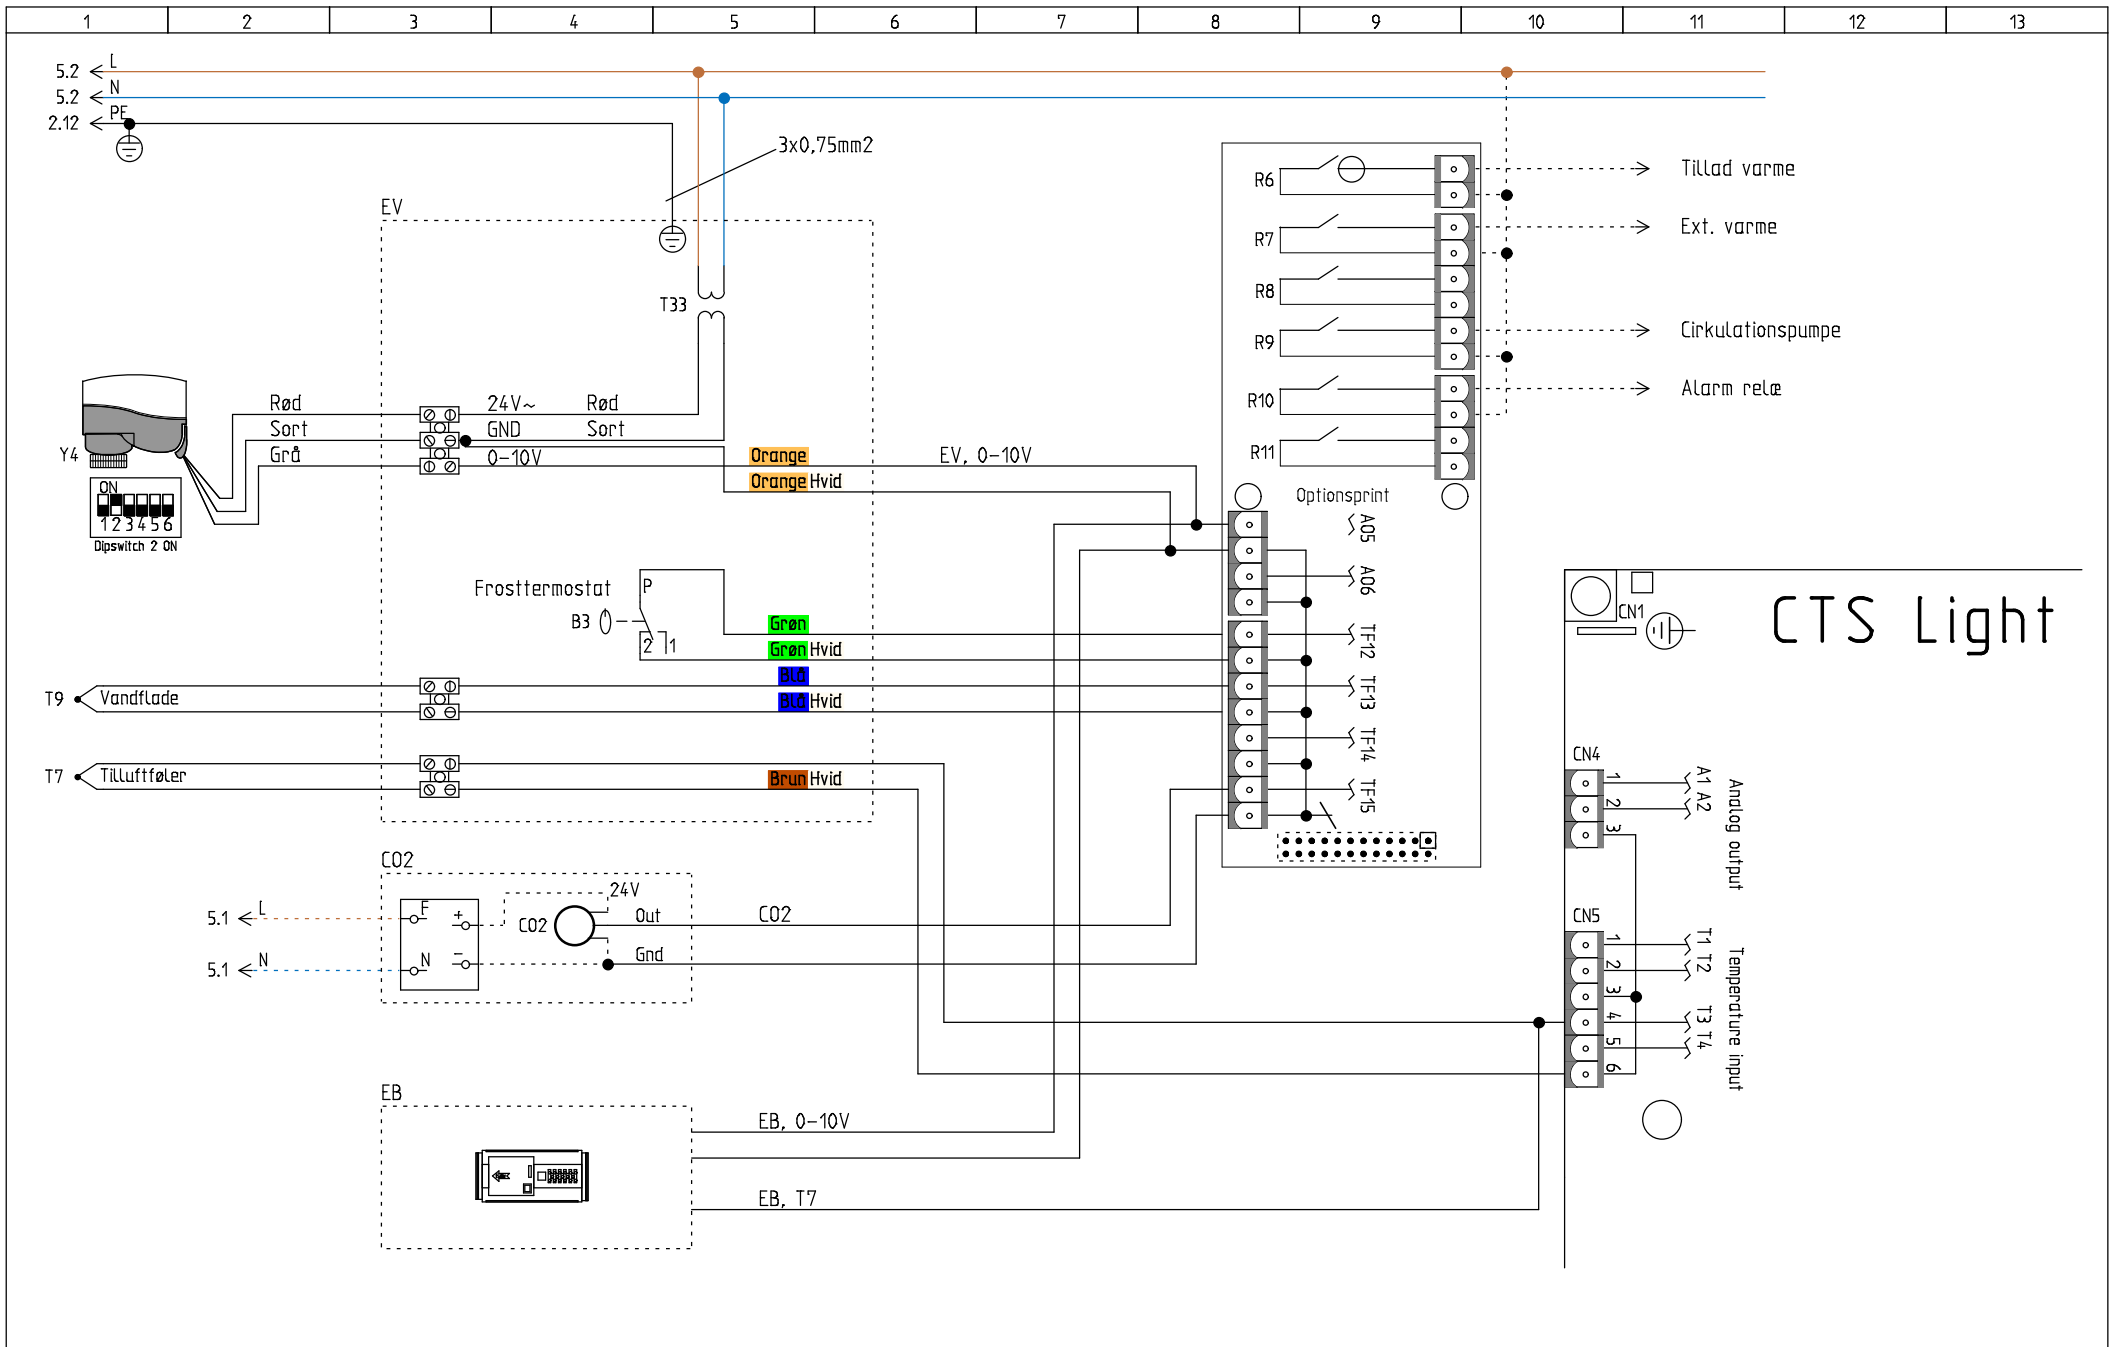 1 2 3 4 5 6 7 8 9 10 11 12 13
5.2 L
5.2 N
2.12 PE
3x0,75mm2
EV
T33
R6 Tillad varme
R7 Ext. varme
R8
R9 Cirkulationspumpe
R10 Alarm relæ
R11
Rød 24V~ Rød
Sort GND Sort
Y4 Grå 0-10V Orange EV, 0-10V
Orange Hvid
ON
1 2 3 4 5 6
Dipswitch 2 ON
Optionsprint
A05
A06
TF12
TF13
TF14
TF15
Frosttermostat P
B3
2 1
Grøn
Grøn Hvid
Blå
Blå Hvid
T9 Vandflade
T7 Tilluftføler
Brun Hvid
CN1
CTS Light
CN4
1 A1
2 A2
3
Analog output
CN5
1 T1
2 T2
3
4 T3
5 T4
6
Temperature input
CO2
24V
5.1 L F + CO2 Out CO2
5.1 N N - Gnd
EB
EB, 0-10V
EB, T7